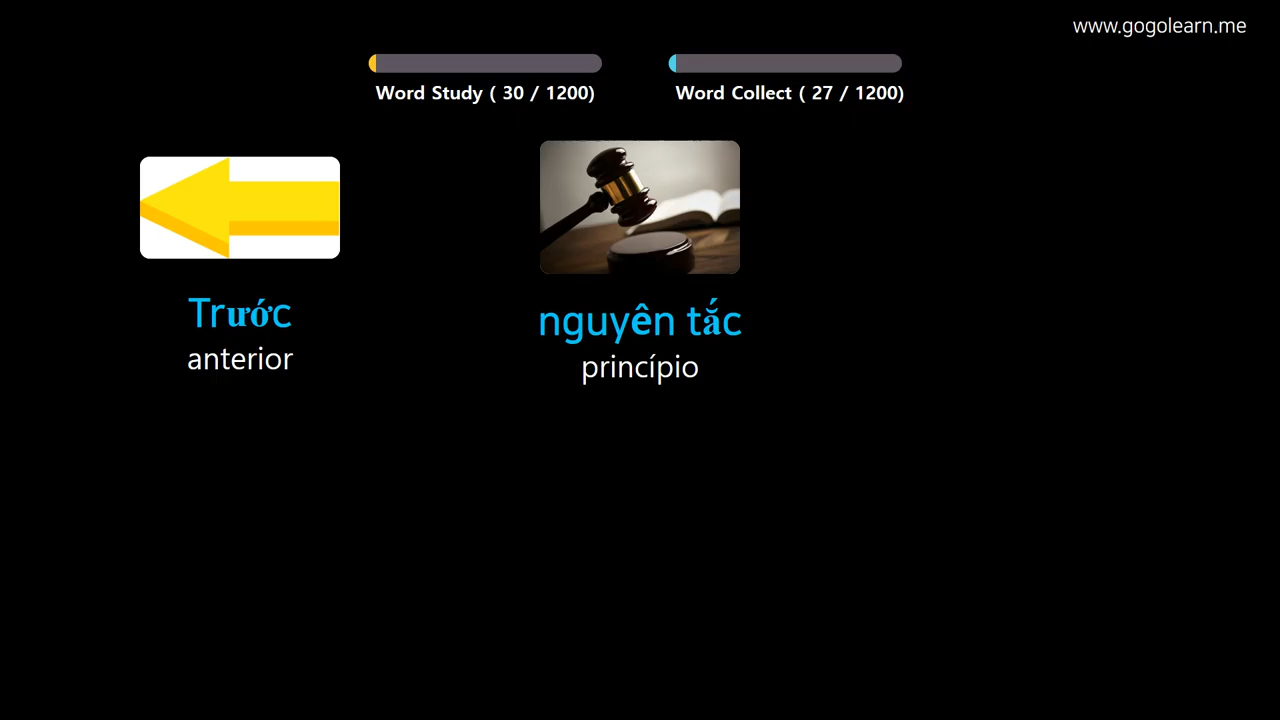 www.gogolearn.me
Word Study ( 30 / 1200)
Word Collect ( 27 / 1200)
Trước
anterior
nguyên tắc
princípio